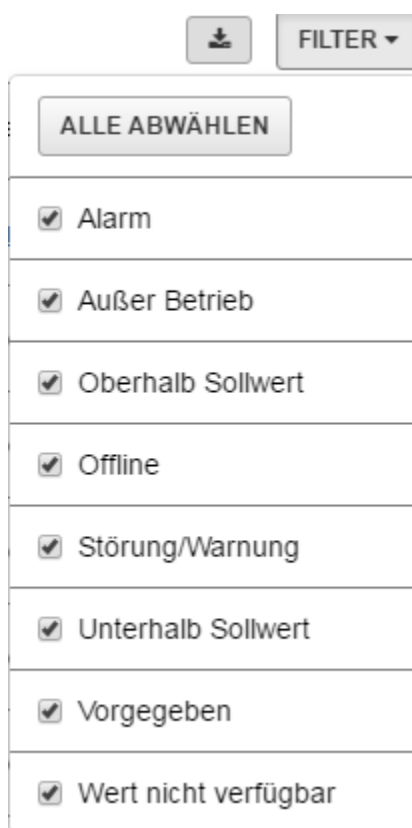 FILTER
ALLE ABWÄHLEN
Alarm
Außer Betrieb
Oberhalb Sollwert
Offline
Störung/Warnung
Unterhalb Sollwert
Vorgegeben
Wert nicht verfügbar